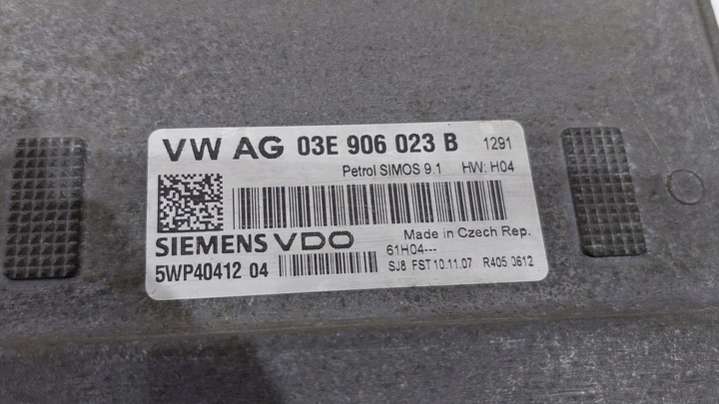 VW AG 03E 906 023 B 1291
Petrol SIMOS 9.1 HW: H04
SIEMENS VDO Made in Czech Rep.
61H04---
5WP40412 04 SJ8 FST 10.11.07 R405 0612